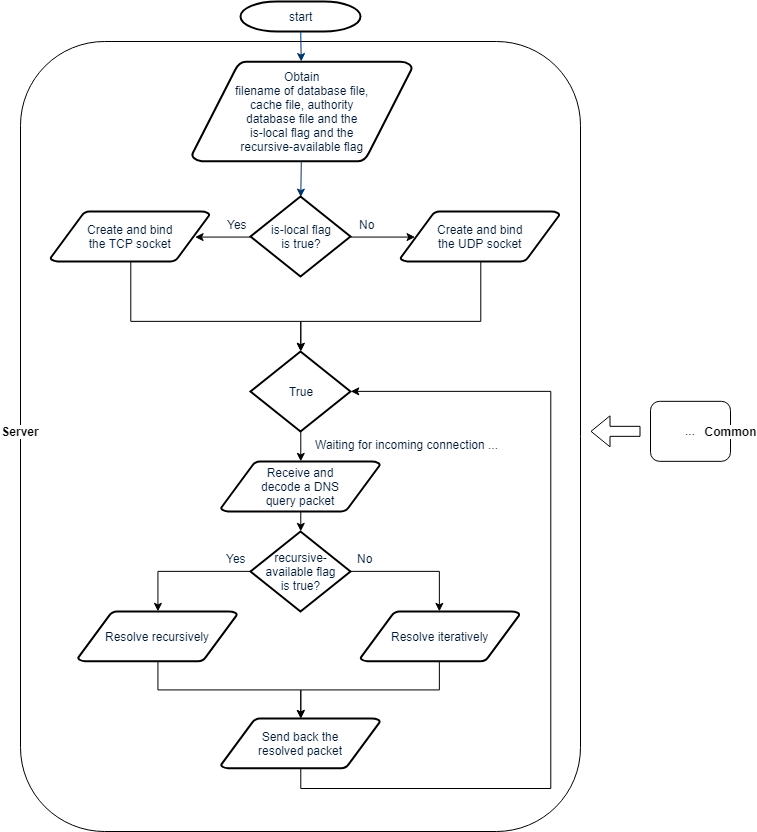 start
Obtain
filename of database file,
cache file, authority
database file and the
is-local flag and the
recursive-available flag
Create and bind
the TCP socket
Yes
is-local flag
is true?
No
Create and bind
the UDP socket
True
Server
... Common
Waiting for incoming connection ...
Receive and
decode a DNS
query packet
Yes
recursive-
available flag
is true?
No
Resolve recursively
Resolve iteratively
Send back the
resolved packet